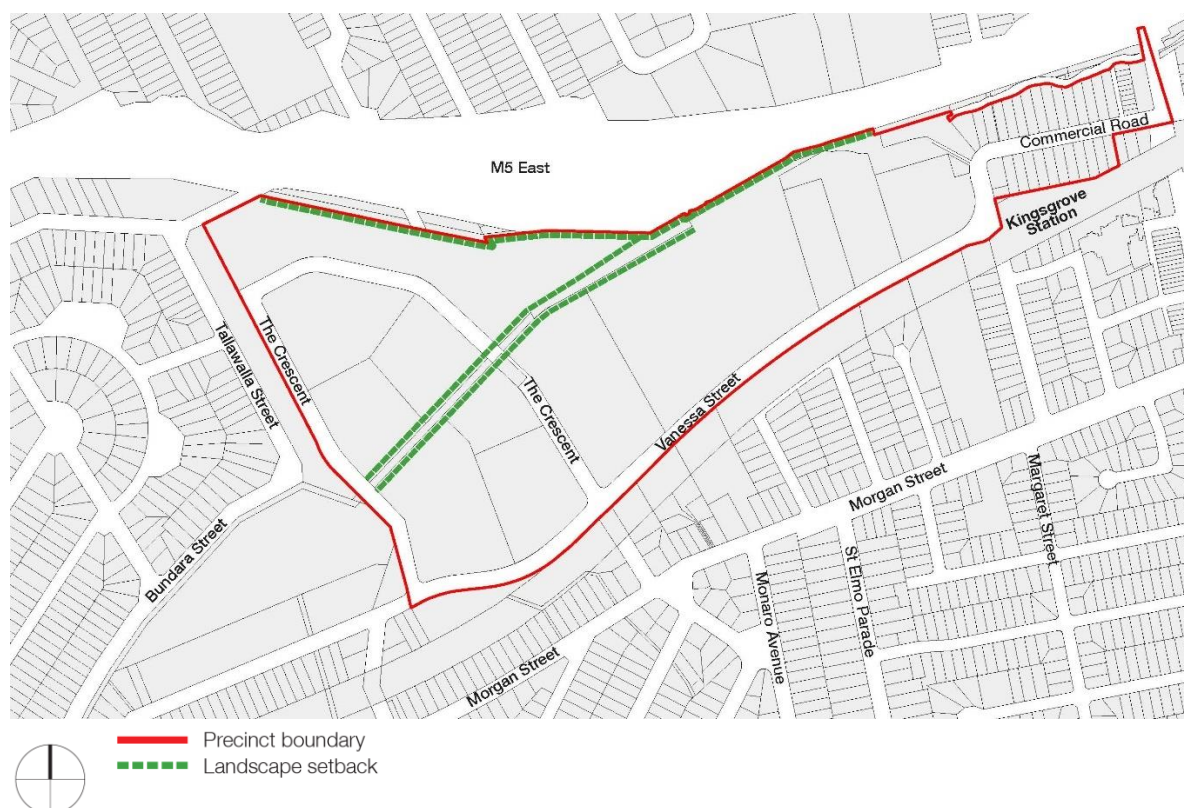 M5 East
Commercial Road
Kingsgrove
Station
Tallawalla Street
The Crescent
The Crescent
Vanessa Street
Morgan Street
Margaret Street
Bundara Street
Monaro Avenue
St Elmo Parade
Morgan Street
Precinct boundary
Landscape setback